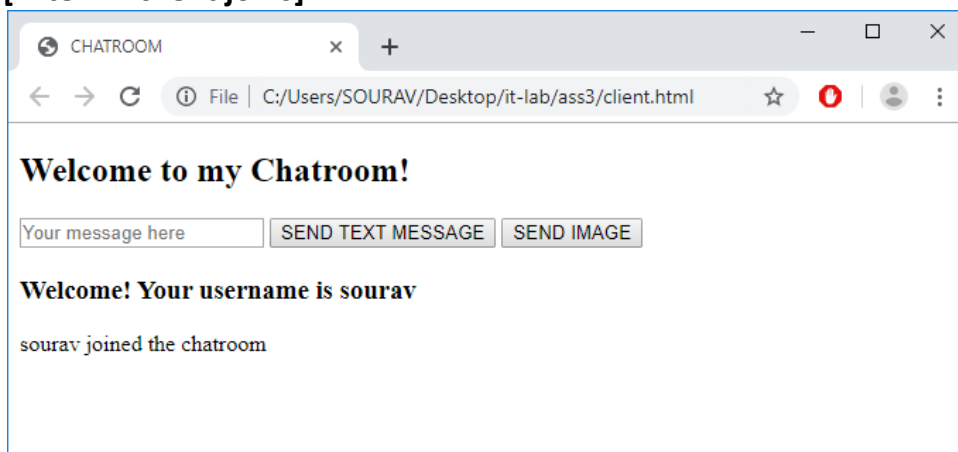 CHATROOM
File | C:/Users/SOURAV/Desktop/it-lab/ass3/client.html
Welcome to my Chatroom!
Your message here SEND TEXT MESSAGE SEND IMAGE
Welcome! Your username is sourav
sourav joined the chatroom